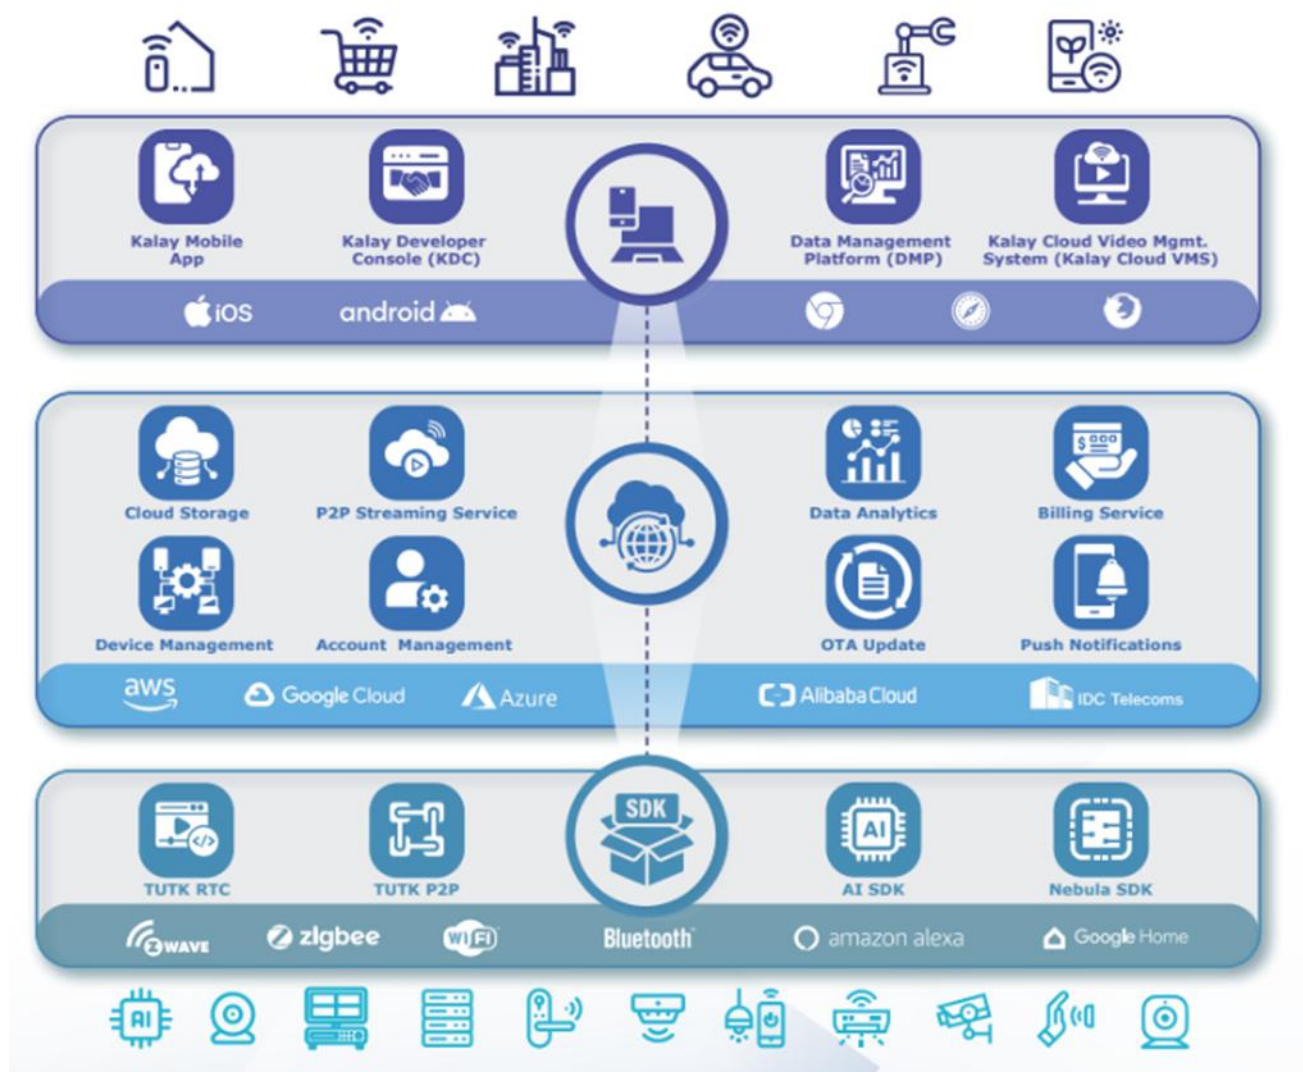 Kalay Mobile
App
Kalay Developer
Console (KDC)
Data Management
Platform (DMP)
Kalay Cloud Video Mgmt.
System (Kalay Cloud VMS)
iOS
android
$
Cloud Storage
P2P Streaming Service
Data Analytics
Billing Service
Device Management
Account Management
OTA Update
Push Notifications
aws
Google Cloud
Azure
Alibaba Cloud
IDC Telecoms
SDK
</>
AI
TUTK RTC
TUTK P2P
AI SDK
Nebula SDK
Z WAVE
zigbee
Wi Fi
Bluetooth
amazon alexa
Google Home
AI